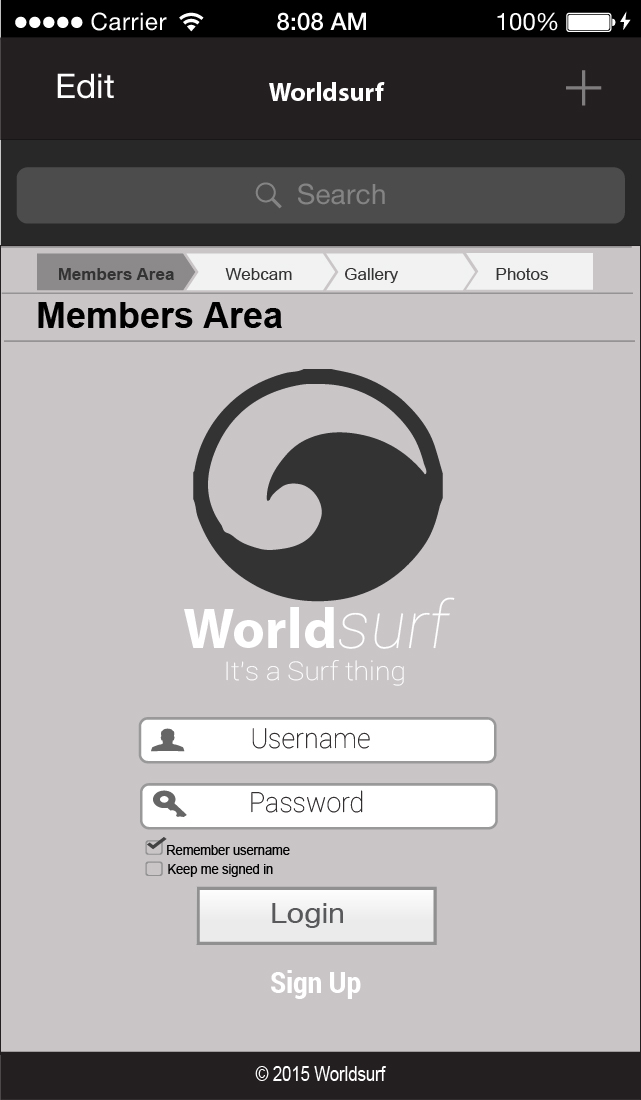 Carrier 8:08 AM 100%
Edit Worldsurf
Search
Members Area Webcam Gallery Photos
Members Area
Worldsurf
It's a Surf thing
Username
Password
Remember username
Keep me signed in
Login
Sign Up
© 2015 Worldsurf